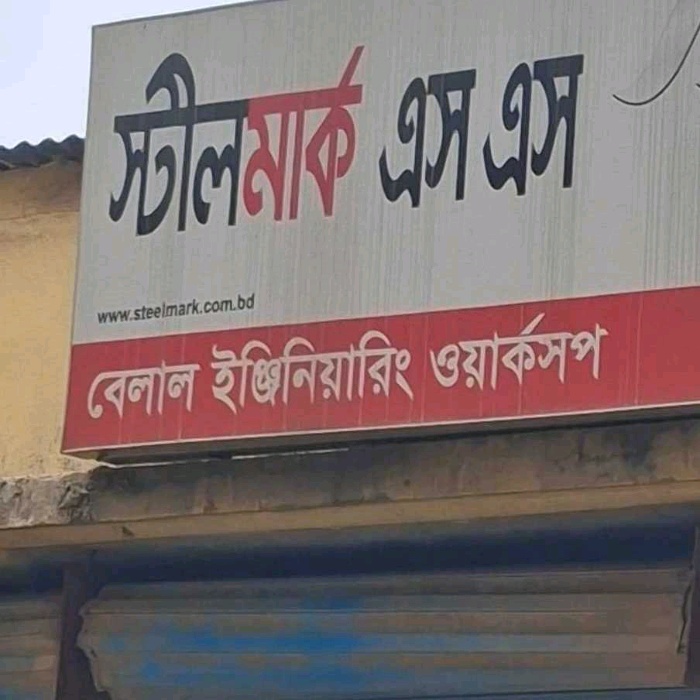 স্টীলমার্ক এস এস
www.steelmark.com.bd
বেলাল ইঞ্জিনিয়ারিং ওয়ার্কসপ